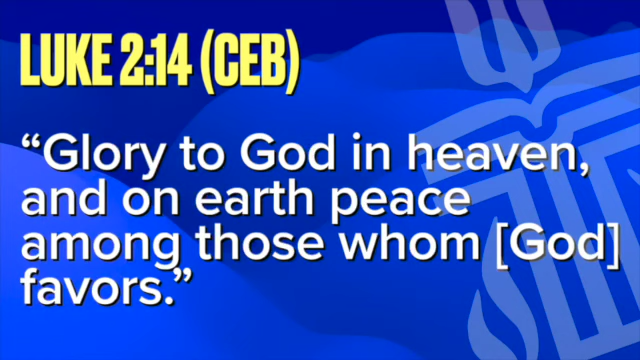 LUKE 2:14 (CEB)
“Glory to God in heaven,
and on earth peace
among those whom [God]
favors.”